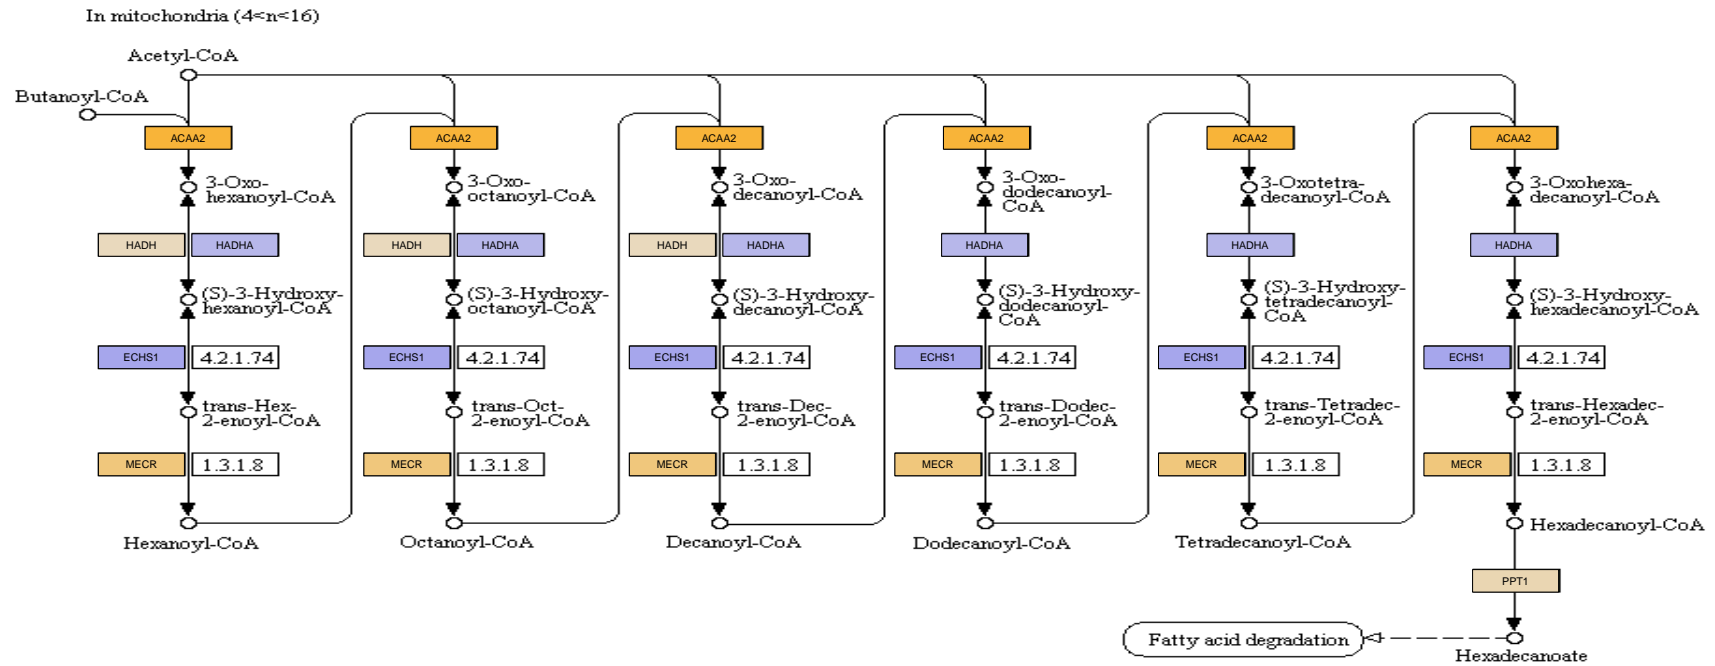 In mitochondria (4<n<16)
Acetyl-CoA
Butanoyl-CoA
ACAA2
ACAA2
ACAA2
ACAA2
ACAA2
ACAA2
3-Oxo-
hexanoyl-CoA
3-Oxo-
octanoyl-CoA
3-Oxo-
decanoyl-CoA
3-Oxo-
dodecanoyl-
CoA
3-Oxotetra-
decanoyl-CoA
3-Oxohexa-
decanoyl-CoA
HADH HADHA
HADH HADHA
HADH HADHA
HADHA
HADHA
HADHA
(S)-3-Hydroxy-
hexanoyl-CoA
(S)-3-Hydroxy-
octanoyl-CoA
(S)-3-Hydroxy-
decanoyl-CoA
(S)-3-Hydroxy-
dodecanoyl-
CoA
(S)-3-Hydroxy-
tetradecanoyl-
CoA
(S)-3-Hydroxy-
hexadecanoyl-CoA
ECHS1 4.2.1.74
ECHS1 4.2.1.74
ECHS1 4.2.1.74
ECHS1 4.2.1.74
ECHS1 4.2.1.74
ECHS1 4.2.1.74
trans-Hex-
2-enoyl-CoA
trans-Oct-
2-enoyl-CoA
trans-Dec-
2-enoyl-CoA
trans-Dodec-
2-enoyl-CoA
trans-Tetradec-
2-enoyl-CoA
trans-Hexadec-
2-enoyl-CoA
MECR 1.3.1.8
MECR 1.3.1.8
MECR 1.3.1.8
MECR 1.3.1.8
MECR 1.3.1.8
MECR 1.3.1.8
Hexanoyl-CoA
Octanoyl-CoA
Decanoyl-CoA
Dodecanoyl-CoA
Tetradecanoyl-CoA
Hexadecanoyl-CoA
PPT1
Fatty acid degradation
Hexadecanoate